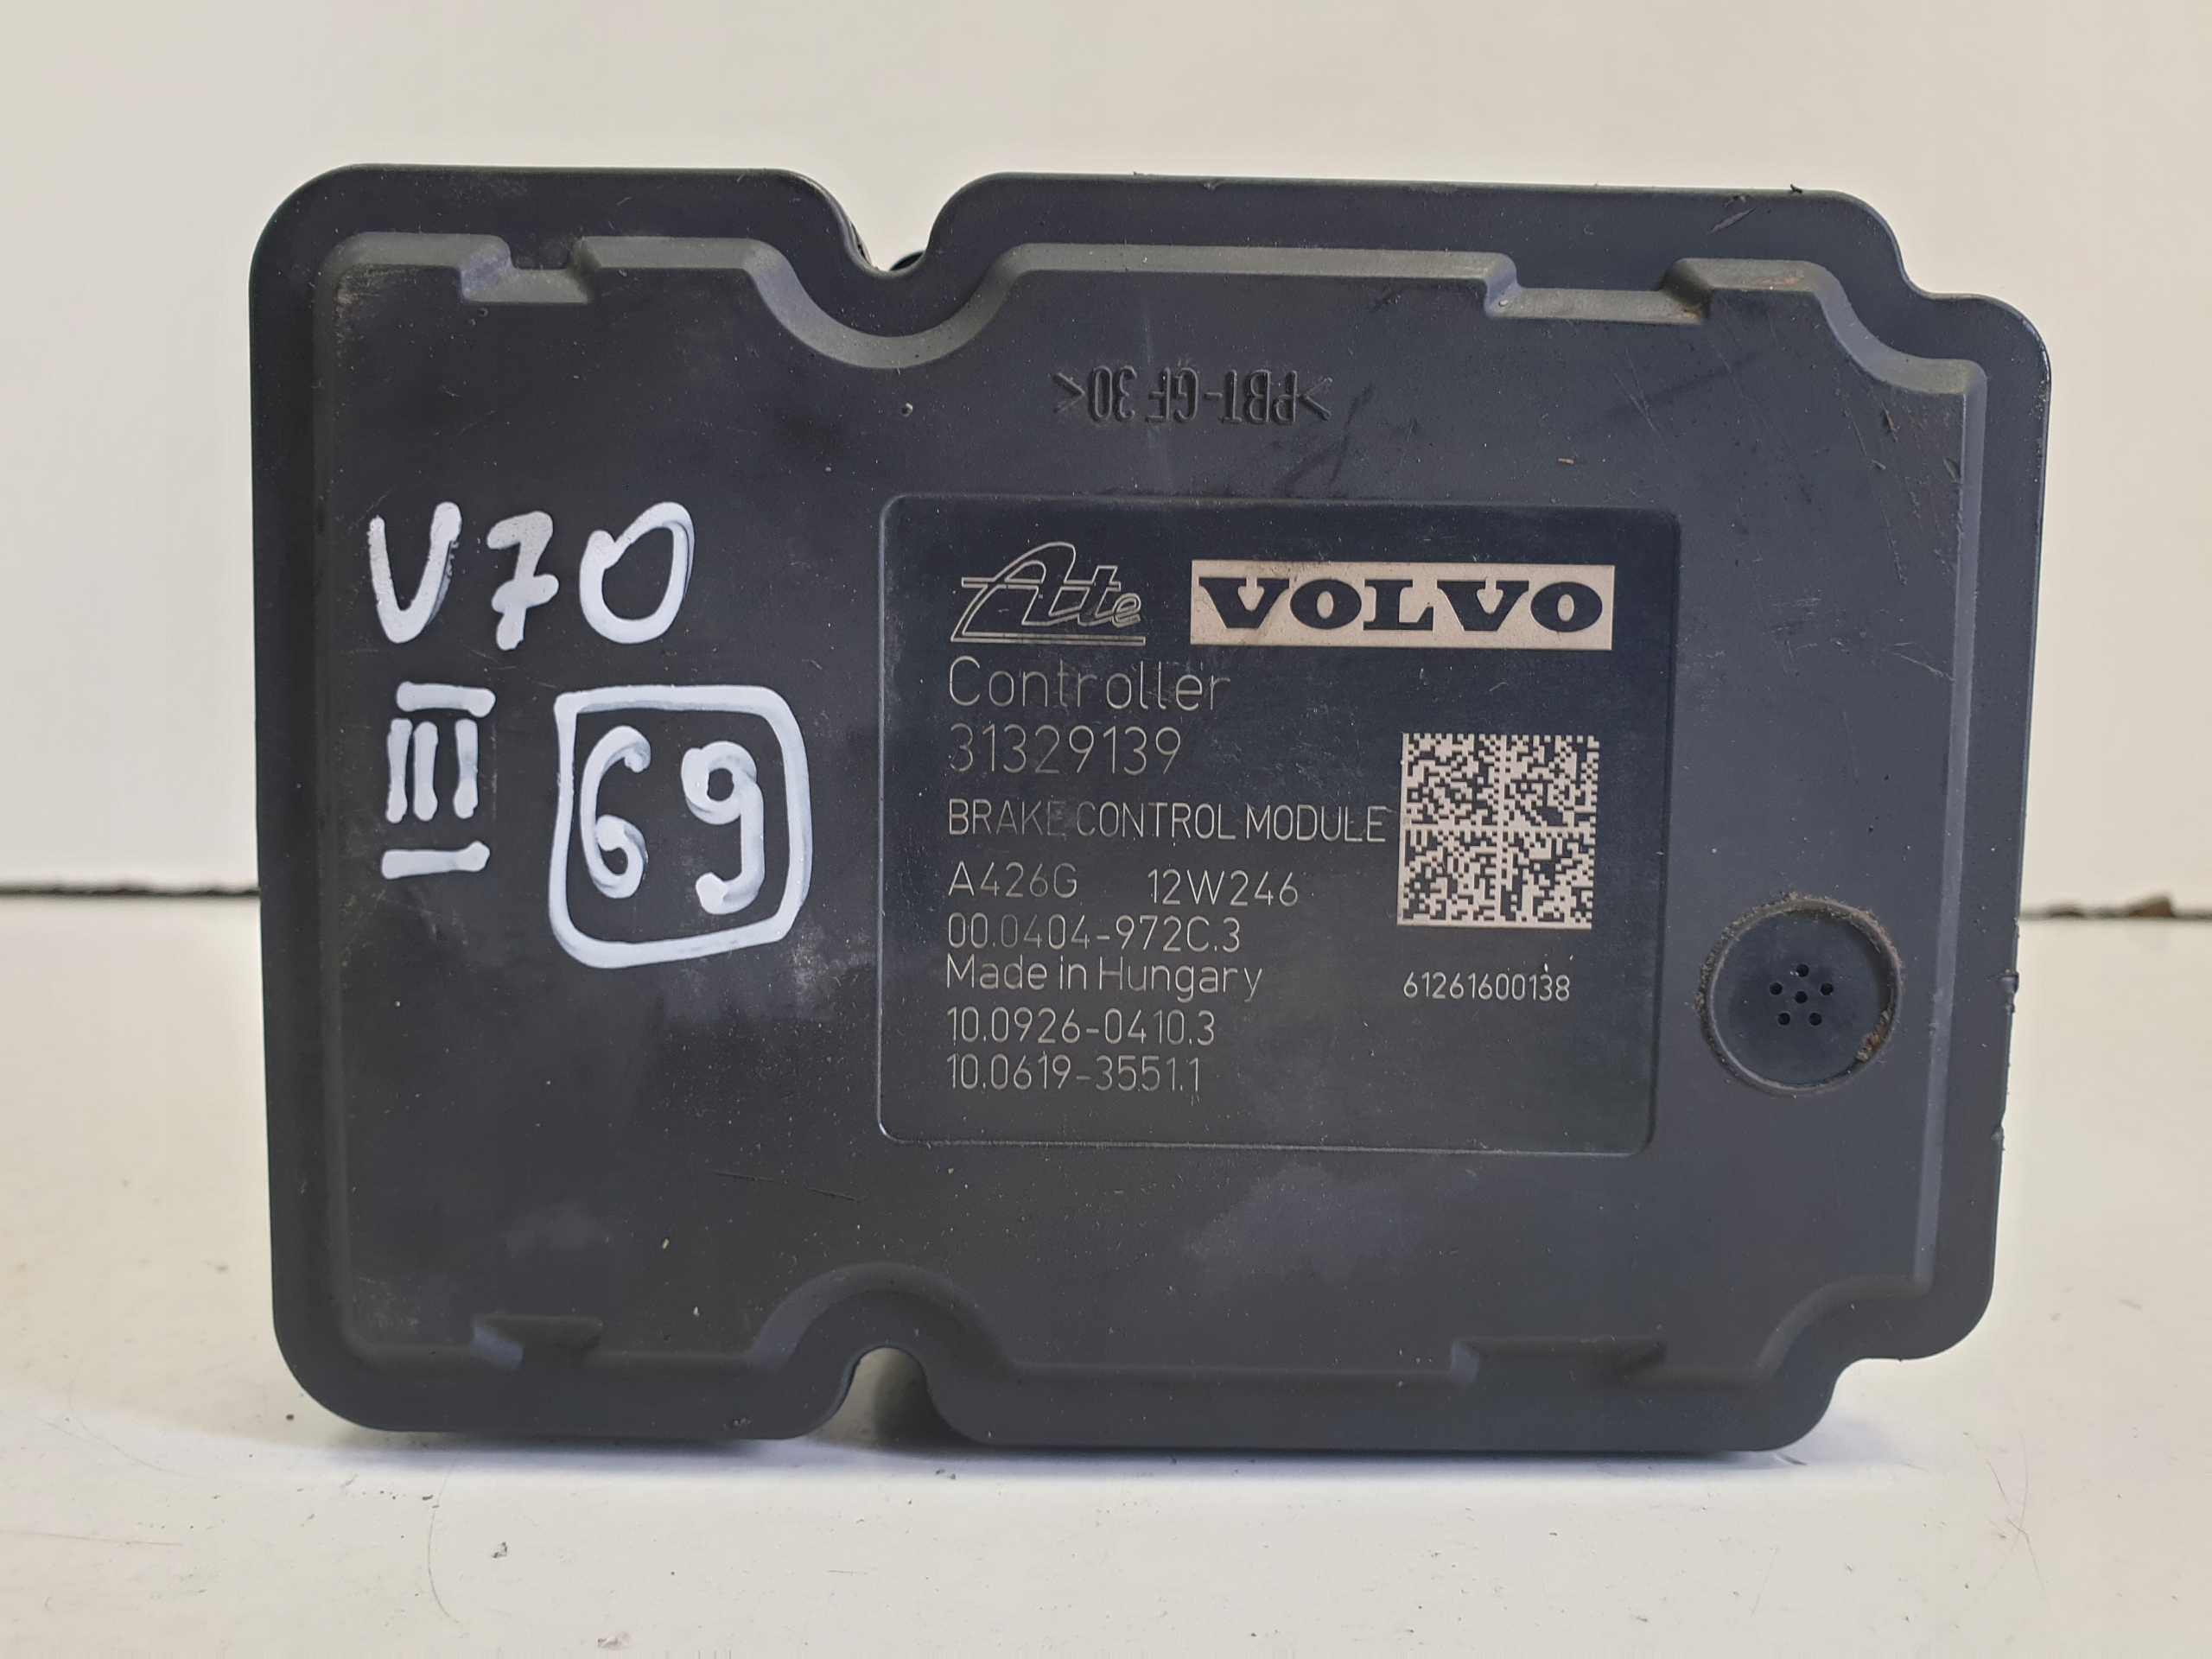 >PBT-GF 30<
V70
III
69
Ate VOLVO
Controller
31329139
BRAKE CONTROL MODULE
A426G 12W246
00.0404-972C.3
Made in Hungary
61261600138
10.0926-0410.3
10.0619-3551.1